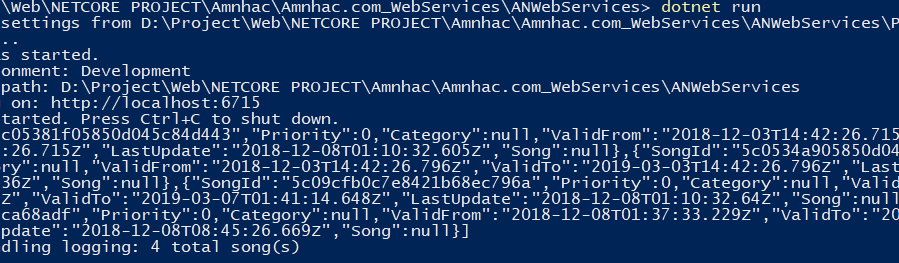 \Web\NETCORE PROJECT\Amnhac\Amnhac.com_WebServices\ANWebServices> dotnet run
settings from D:\Project\Web\NETCORE PROJECT\Amnhac\Amnhac.com_WebServices\ANWebServices\P
..
s started.
onment: Development
path: D:\Project\Web\NETCORE PROJECT\Amnhac\Amnhac.com_WebServices\ANWebServices
on: http://localhost:6715
tarted. Press Ctrl+C to shut down.
c05381f05850d045c84d443","Priority":0,"Category":null,"ValidFrom":"2018-12-03T14:42:26.715
:26.715Z","LastUpdate":"2018-12-08T01:10:32.605Z","Song":null},{"SongId":"5c0534a905850d04
ry":null,"ValidFrom":"2018-12-03T14:42:26.796Z","ValidTo":"2019-03-03T14:42:26.796Z","Last
36Z","Song":null},{"SongId":"5c09cfb0c7e8421b68ec796a","Priority":0,"Category":null,"Valid
Z","ValidTo":"2019-03-07T01:41:14.648Z","LastUpdate":"2018-12-08T01:10:32.64Z","Song":null
ca68adf","Priority":0,"Category":null,"ValidFrom":"2018-12-08T01:37:33.229Z","ValidTo":"20
pdate":"2018-12-08T08:45:26.669Z","Song":null}]
dling logging: 4 total song(s)